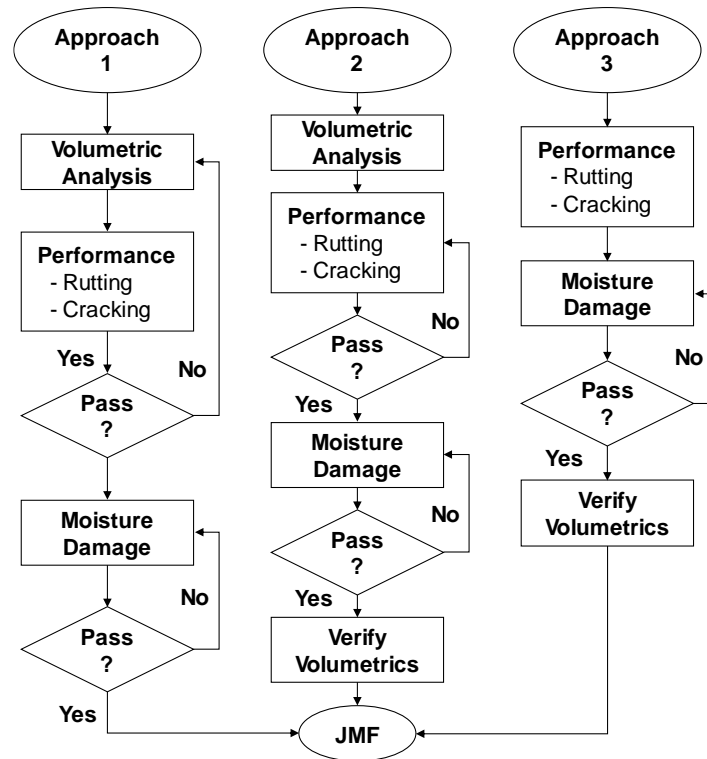 Approach
1
Volumetric
Analysis
Performance
- Rutting
- Cracking
Yes
No
Pass
?
Moisture
Damage
No
Pass
?
Yes
Approach
2
Volumetric
Analysis
Performance
- Rutting
- Cracking
No
Pass
?
Yes
Moisture
Damage
No
Pass
?
Yes
Verify
Volumetrics
JMF
Approach
3
Performance
- Rutting
- Cracking
Moisture
Damage
No
Pass
?
Yes
Verify
Volumetrics